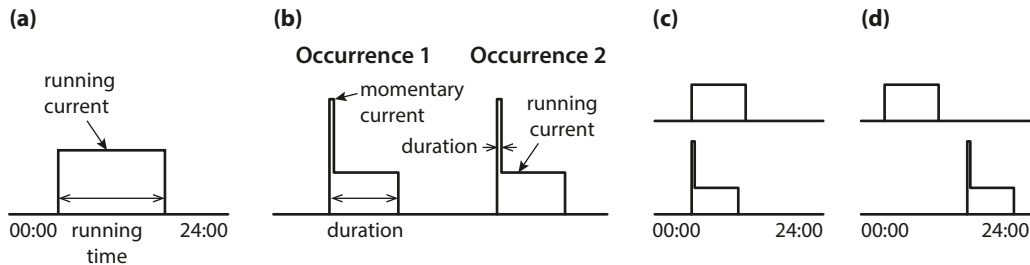 (a)
running
current
00:00
running
time
24:00
(b)
Occurrence 1
Occurrence 2
momentary
current
running
current
duration
duration
(c)
00:00
24:00
(d)
00:00
24:00